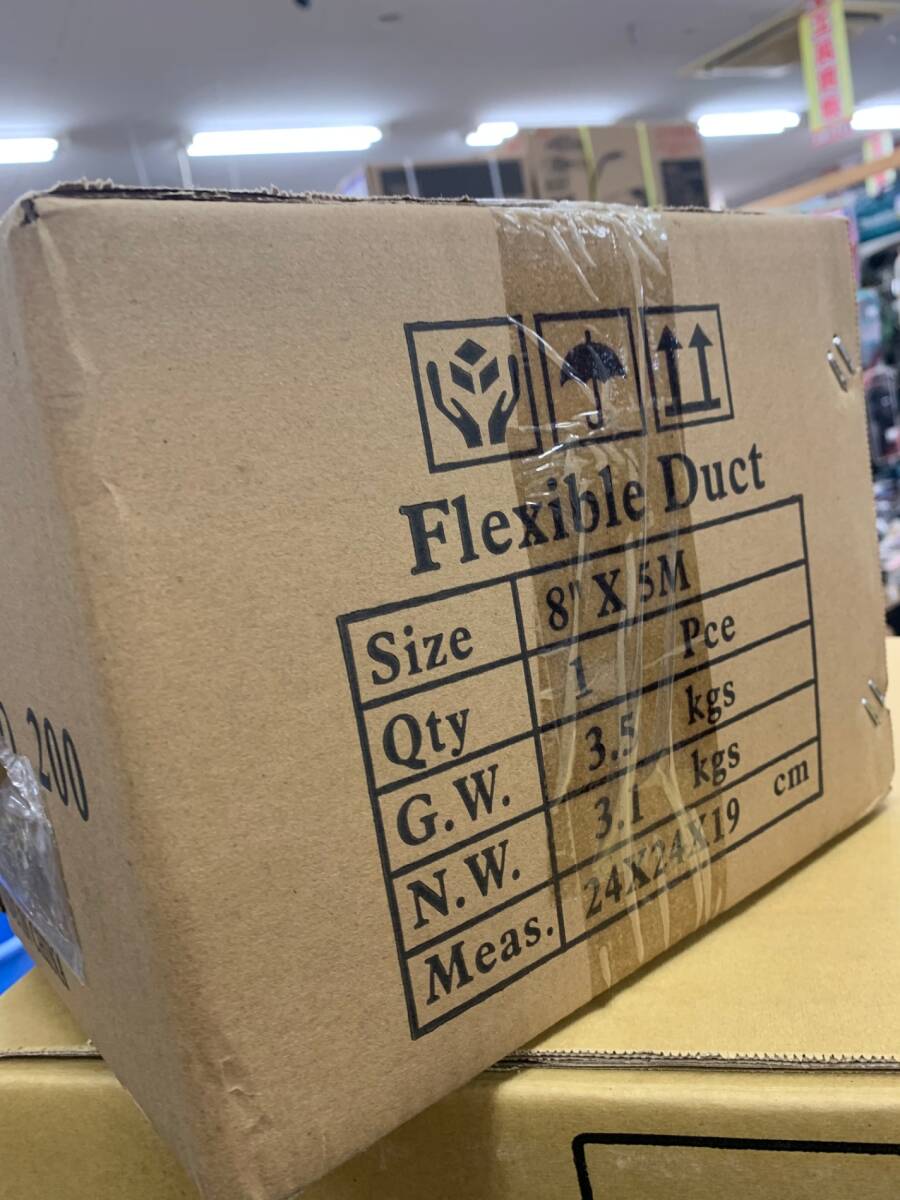 Flexible Duct
Size 8" X 5M
Qty 1 Pce
G.W. 3.5 kgs
N.W. 3.1 kgs
Meas. 24X24X19 cm
200